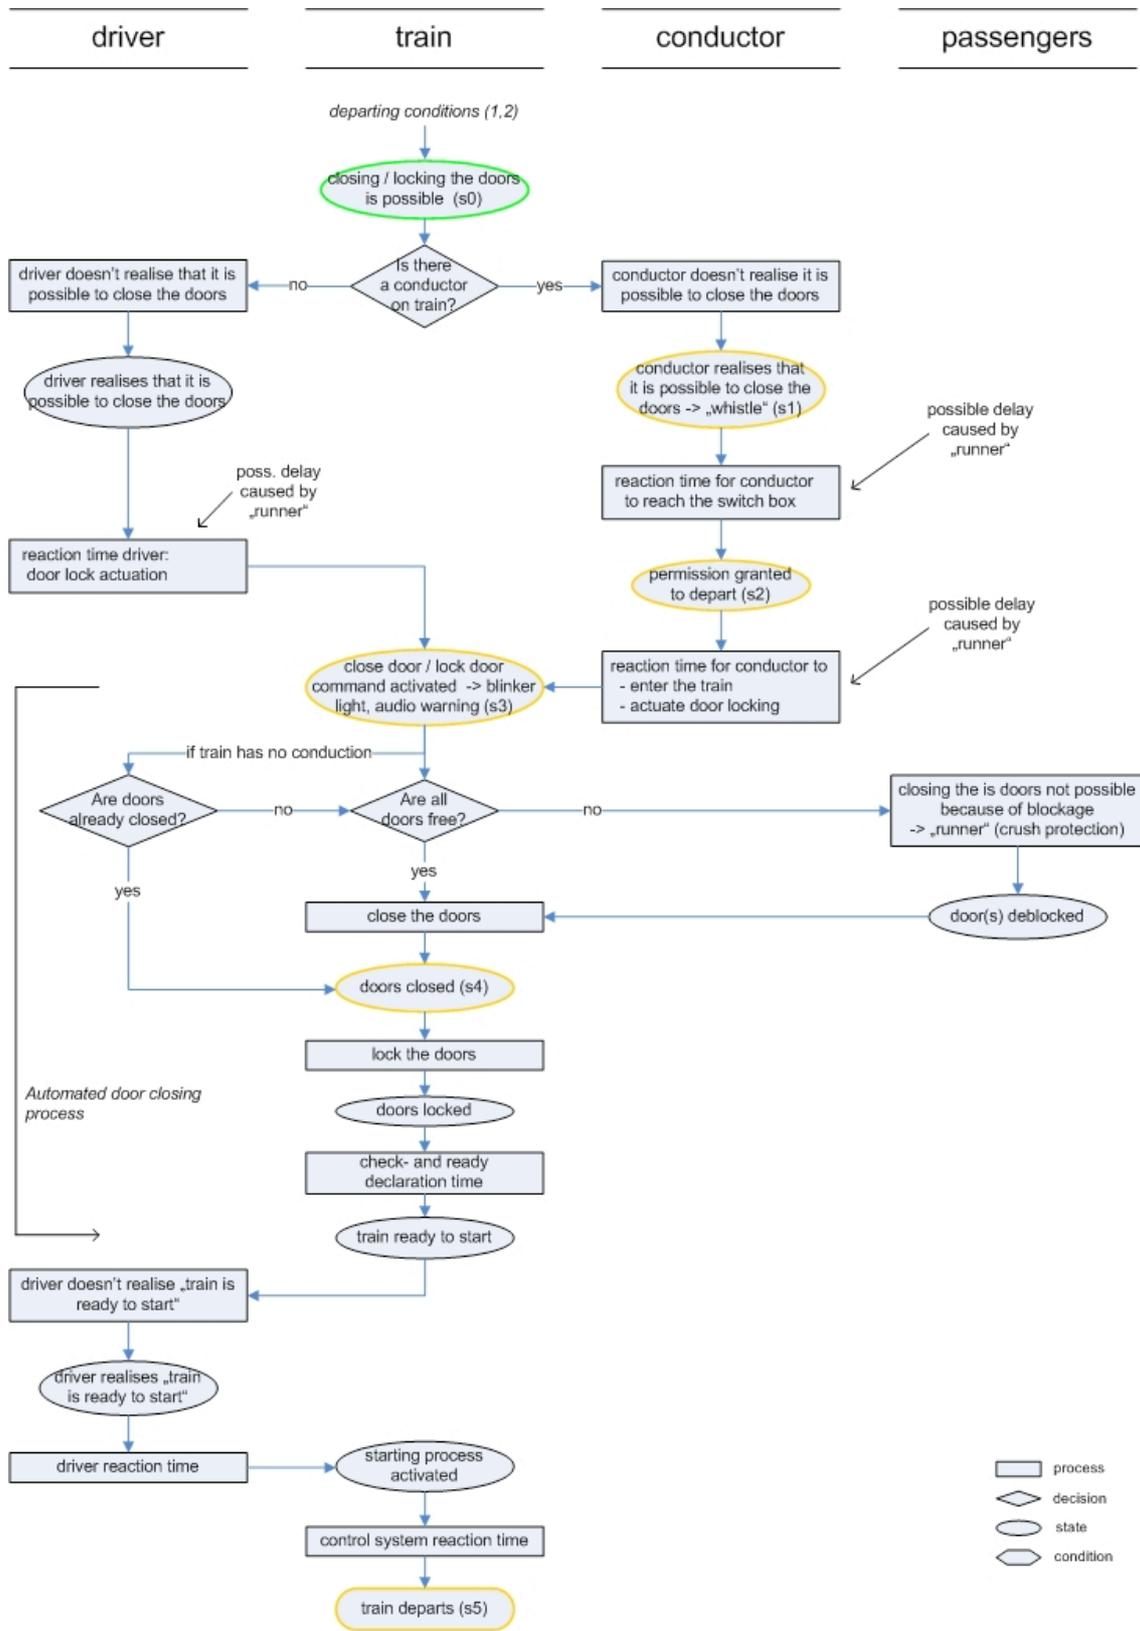 driver
train
conductor
passengers
departing conditions (1,2)
closing / locking the doors
is possible (s0)
driver doesn't realise that it is
possible to close the doors
no
Is there
a conductor
on train?
yes
conductor doesn't realise it is
possible to close the doors
driver realises that it is
possible to close the doors
conductor realises that
it is possible to close the
doors -> „whistle“ (s1)
possible delay
caused by
„runner“
poss. delay
caused by
„runner“
reaction time for conductor
to reach the switch box
reaction time driver:
door lock actuation
permission granted
to depart (s2)
possible delay
caused by
„runner“
close door / lock door
command activated -> blinker
light, audio warning (s3)
reaction time for conductor to
- enter the train
- actuate door locking
if train has no conduction
Are doors
already closed?
no
Are all
doors free?
no
closing the is doors not possible
because of blockage
-> „runner“ (crush protection)
yes
yes
close the doors
door(s) deblocked
doors closed (s4)
lock the doors
Automated door closing
process
doors locked
check- and ready
declaration time
train ready to start
driver doesn't realise „train is
ready to start“
driver realises „train
is ready to start“
driver reaction time
starting process
activated
control system reaction time
train departs (s5)
process
decision
state
condition